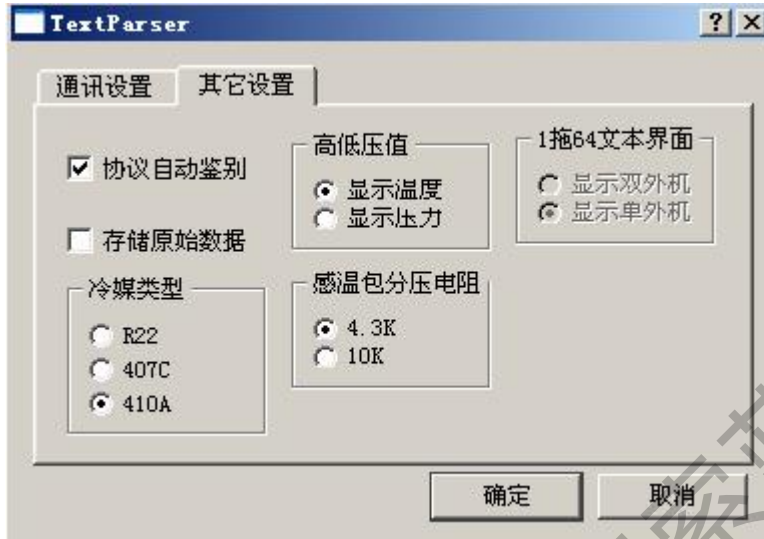 TextParser
通讯设置 其它设置
协议自动鉴别
存储原始数据
冷媒类型
R22
407C
410A
高低压值
显示温度
显示压力
感温包分压电阻
4.3K
10K
1拖64文本界面
显示双外机
显示单外机
确定 取消